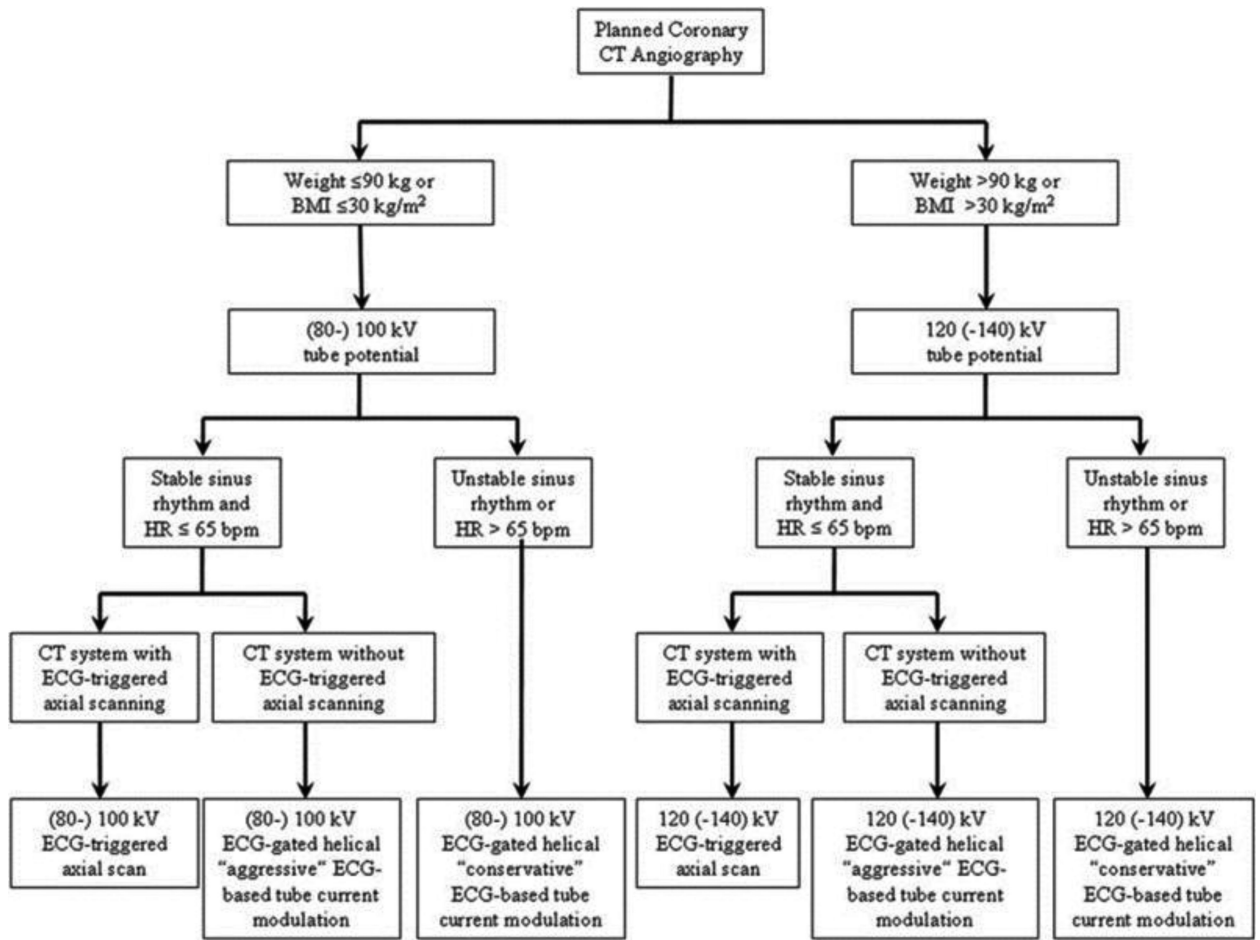 Planned Coronary
CT Angiography
Weight ≤90 kg or
BMI ≤30 kg/m²
Weight >90 kg or
BMI >30 kg/m²
(80-) 100 kV
tube potential
120 (-140) kV
tube potential
Stable sinus
rhythm and
HR ≤ 65 bpm
Unstable sinus
rhythm or
HR > 65 bpm
Stable sinus
rhythm and
HR ≤ 65 bpm
Unstable sinus
rhythm or
HR > 65 bpm
CT system with
ECG-triggered
axial scanning
CT system without
ECG-triggered
axial scanning
CT system with
ECG-triggered
axial scanning
CT system without
ECG-triggered
axial scanning
(80-) 100 kV
ECG-triggered
axial scan
(80-) 100 kV
ECG-gated helical
“aggressive“ ECG-
based tube current
modulation
(80-) 100 kV
ECG-gated helical
“conservative”
ECG-based tube
current modulation
120 (-140) kV
ECG-triggered
axial scan
120 (-140) kV
ECG-gated helical
“aggressive“ ECG-
based tube current
modulation
120 (-140) kV
ECG-gated helical
“conservative”
ECG-based tube
current modulation